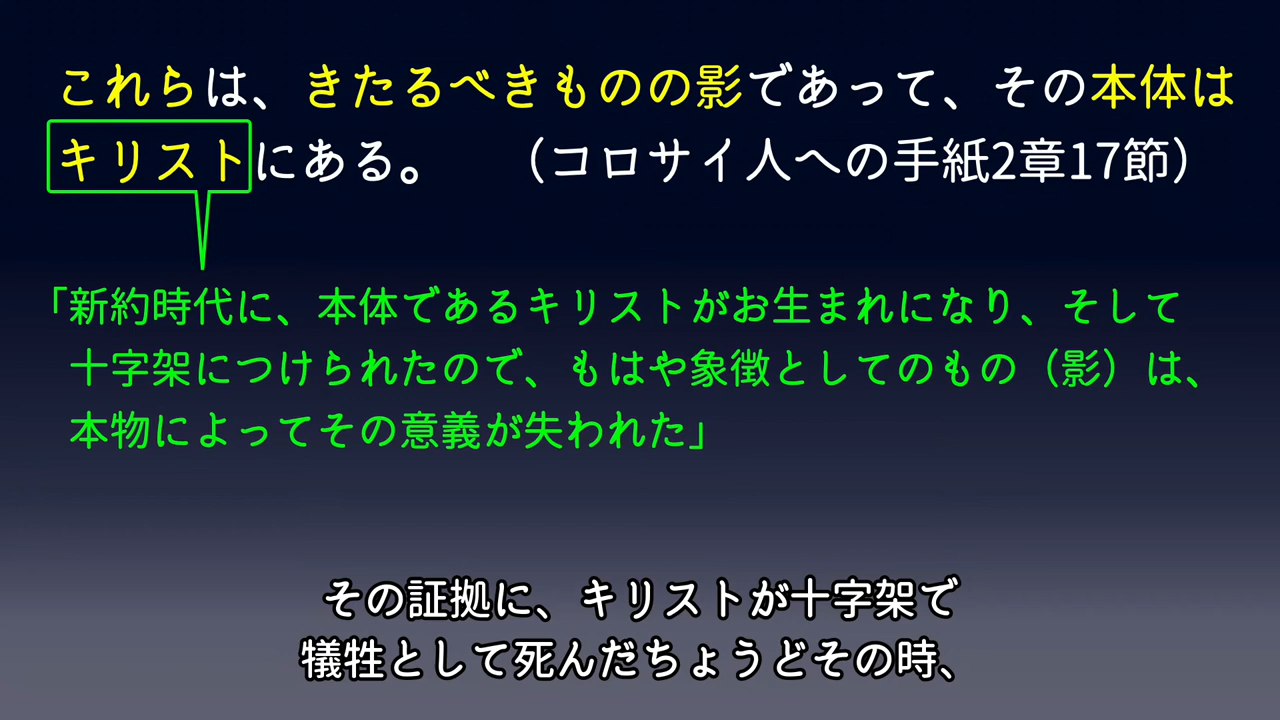 これらは、きたるべきものの影であって、その本体は
キリストにある。　（コロサイ人への手紙2章17節）
「新約時代に、本体であるキリストがお生まれになり、そして
十字架につけられたので、もはや象徴としてのもの（影）は、
本物によってその意義が失われた」
その証拠に、キリストが十字架で
犠牲として死んだちょうどその時、